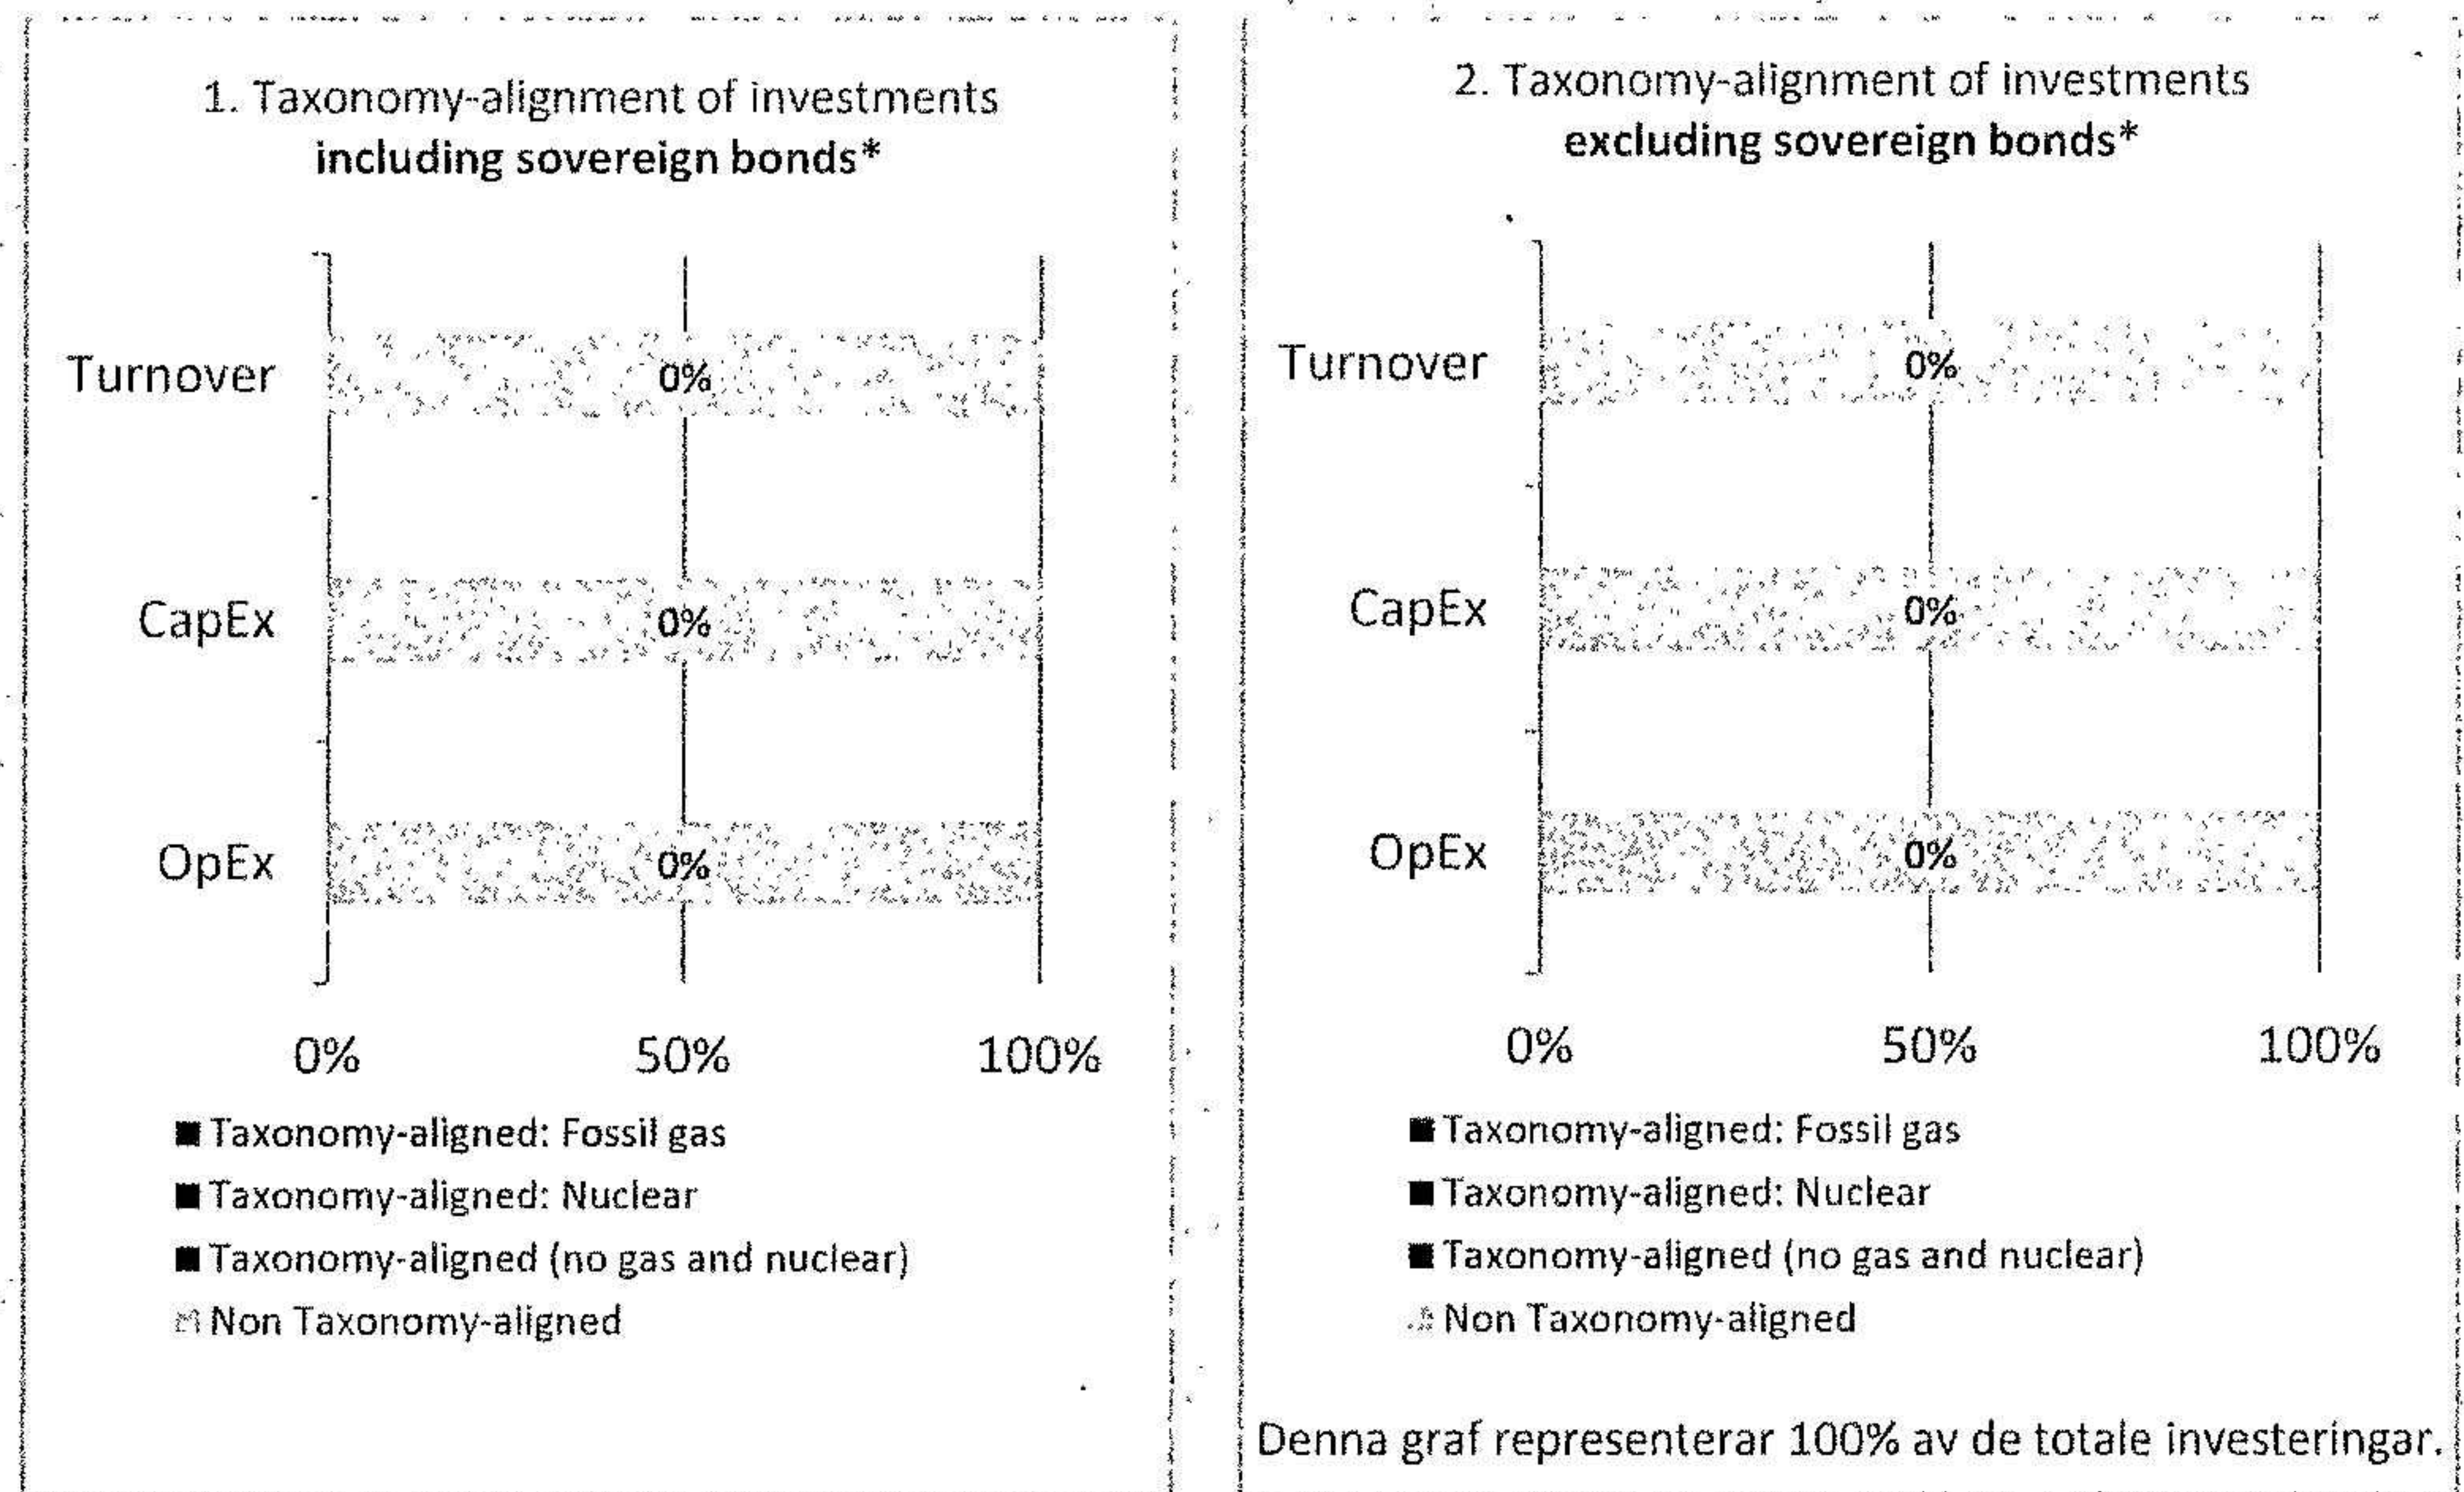 1. Taxonomy-alignment of investments
including sovereign bonds*
Turnover
0%
CapEx
0%
OpEx
0%
0%
50%
100%
Taxonomy-aligned: Fossil gas
Taxonomy-aligned: Nuclear
Taxonomy-aligned (no gas and nuclear)
Non Taxonomy-aligned
2. Taxonomy-alignment of investments
excluding sovereign bonds*
Turnover
0%
CapEx
0%
OpEx
0%
0%
50%
100%
Taxonomy-aligned: Fossil gas
Taxonomy-aligned: Nuclear
Taxonomy-aligned (no gas and nuclear)
Non Taxonomy-aligned
Denna graf representerar 100% av de totale investeringar.